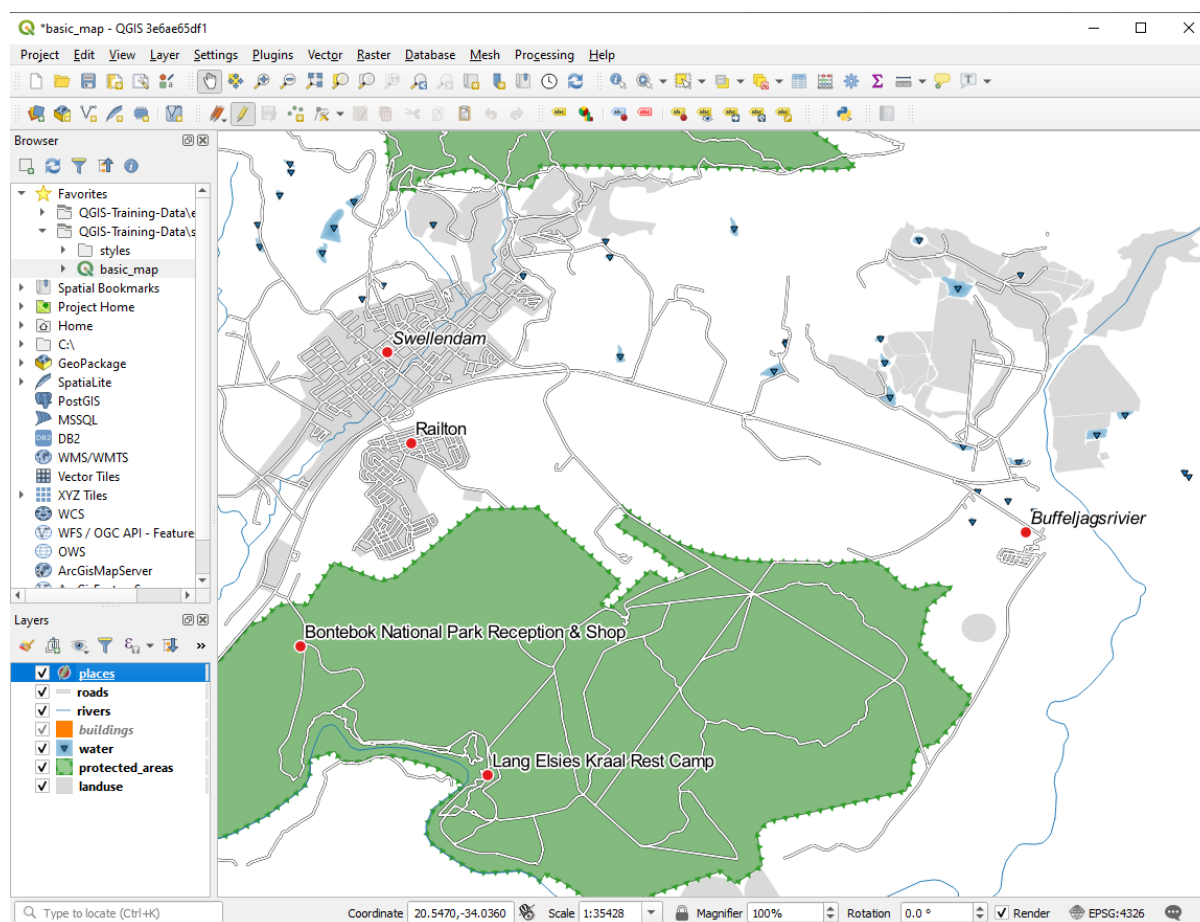 *basic_map - QGIS 3e6ae65df1
Project Edit View Layer Settings Plugins Vector Raster Database Mesh Processing Help
Browser
Favorites
QGIS-Training-Data\e
QGIS-Training-Data\s
styles
basic_map
Spatial Bookmarks
Project Home
Home
C:\
GeoPackage
SpatiaLite
PostGIS
MSSQL
DB2
WMS/WMTS
Vector Tiles
XYZ Tiles
WCS
WFS / OGC API - Feature
OWS
ArcGisMapServer
Layers
places
roads
rivers
buildings
water
protected_areas
landuse
Swellendam
Railton
Buffeljagsrivier
Bontebok National Park Reception & Shop
Lang Elsies Kraal Rest Camp
Type to locate (Ctrl+K) Coordinate 20.5470,-34.0360 Scale 1:35428 Magnifier 100% Rotation 0.0 ° Render EPSG:4326